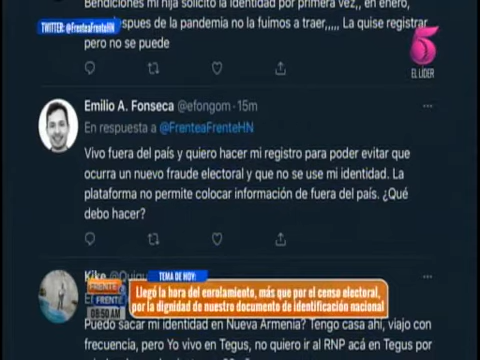 Bendiciones mi hija solicito la identidad por primera vez,, en enero,
despues de la pandemia no la fuimos a traer,,,,, La quise registrar
TWITTER: @FrenteaFrenteHN
pero no se puede
5
EL LÍDER
Emilio A. Fonseca @efongom · 15m
En respuesta a @FrenteaFrenteHN
Vivo fuera del país y quiero hacer mi registro para poder evitar que
ocurra un nuevo fraude electoral y que no se use mi identidad. La
plataforma no permite colocar información de fuera del país. ¿Qué
debo hacer?
Kike
TEMA DE HOY:
Llegó la hora del enrolamiento, más que por el censo electoral,
por la dignidad de nuestro documento de identificación nacional
FRENTE
FRENTE
08:50 AM
Puedo sacar mi identidad en Nueva Armenia? Tengo casa ahí, viajo con
frecuencia, pero Yo vivo en Tegus, no quiero ir al RNP acá en Tegus por